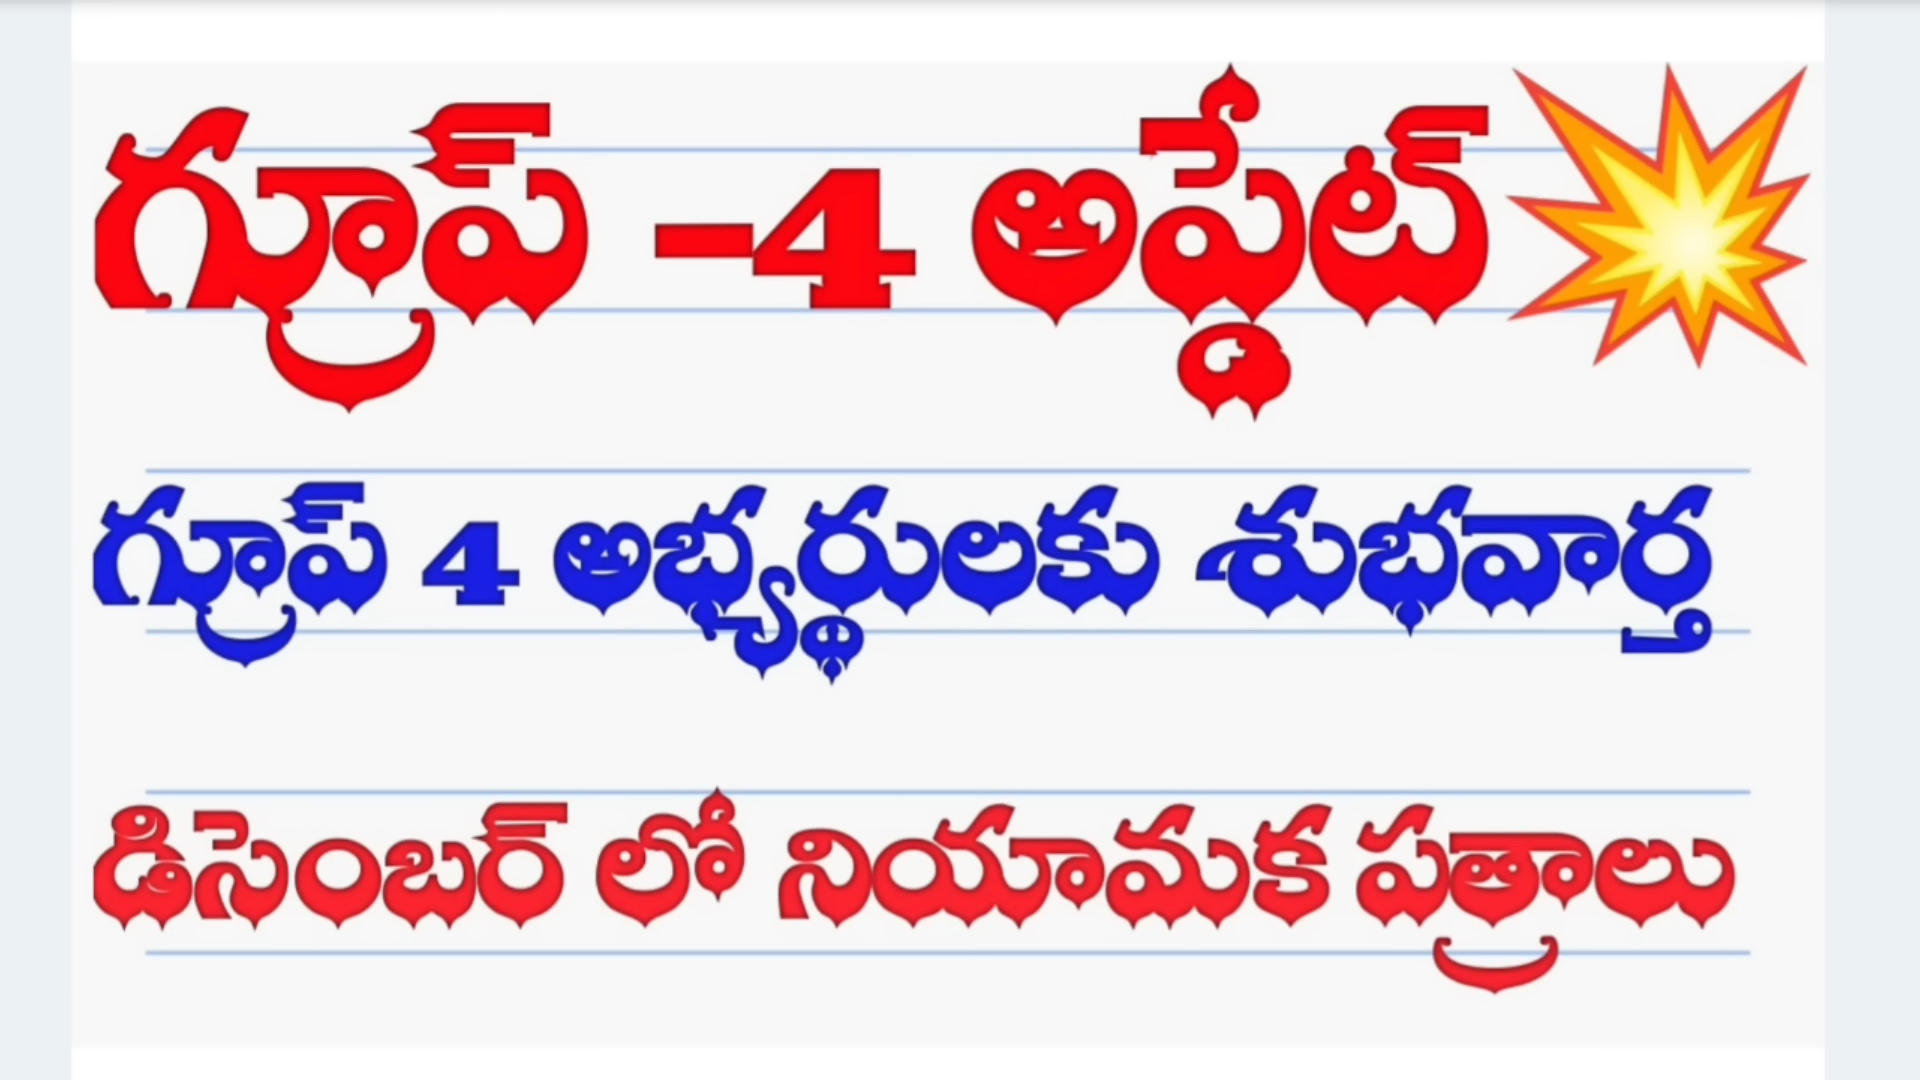 గ్రూప్ -4 అప్డేట్💥
గ్రూప్ 4 అభ్యర్థులకు శుభవార్త
డిసెంబర్ లో నియామక పత్రాలు